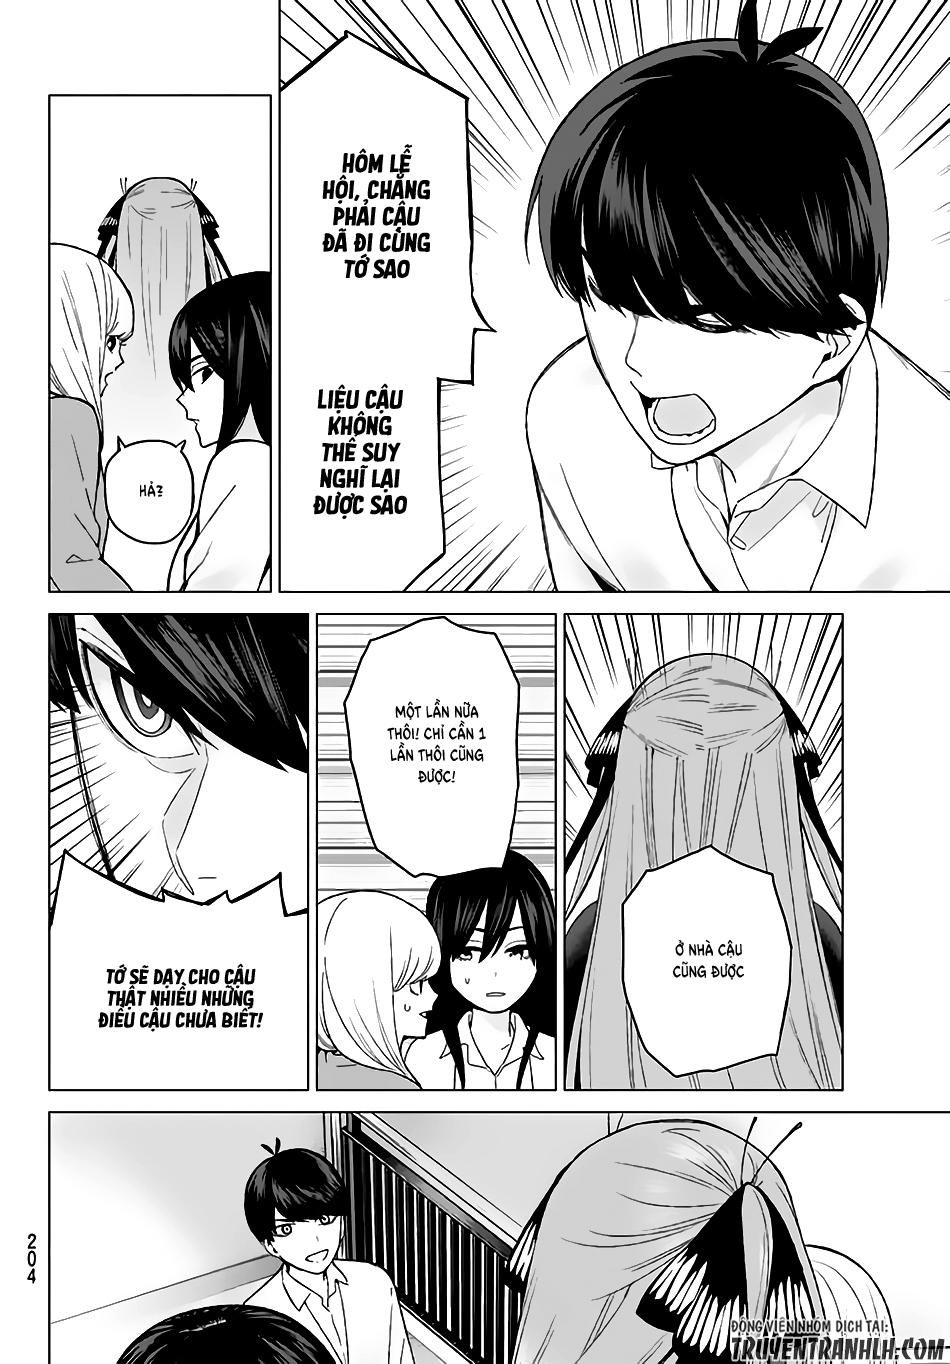 HÔM LỄ
HỘI, CHẲNG
PHẢI CẬU
ĐÃ ĐI CÙNG
TỚ SAO
LIỆU CẬU
KHÔNG
THỂ SUY
NGHĨ LẠI
ĐƯỢC SAO
HẢ?
Ở NHÀ CẬU
CŨNG ĐƯỢC
MỘT LẦN NỮA
THÔI! CHỈ CẦN 1
LẦN THÔI CŨNG
ĐƯỢC!
TỚ SẼ DẠY CHO CẬU
THẬT NHIỀU NHỮNG
ĐIỀU CẬU CHƯA BIẾT!
204
ĐỘNG VIÊN NHÓM DỊCH TẠI:
TRUYENTRANHLH.COM